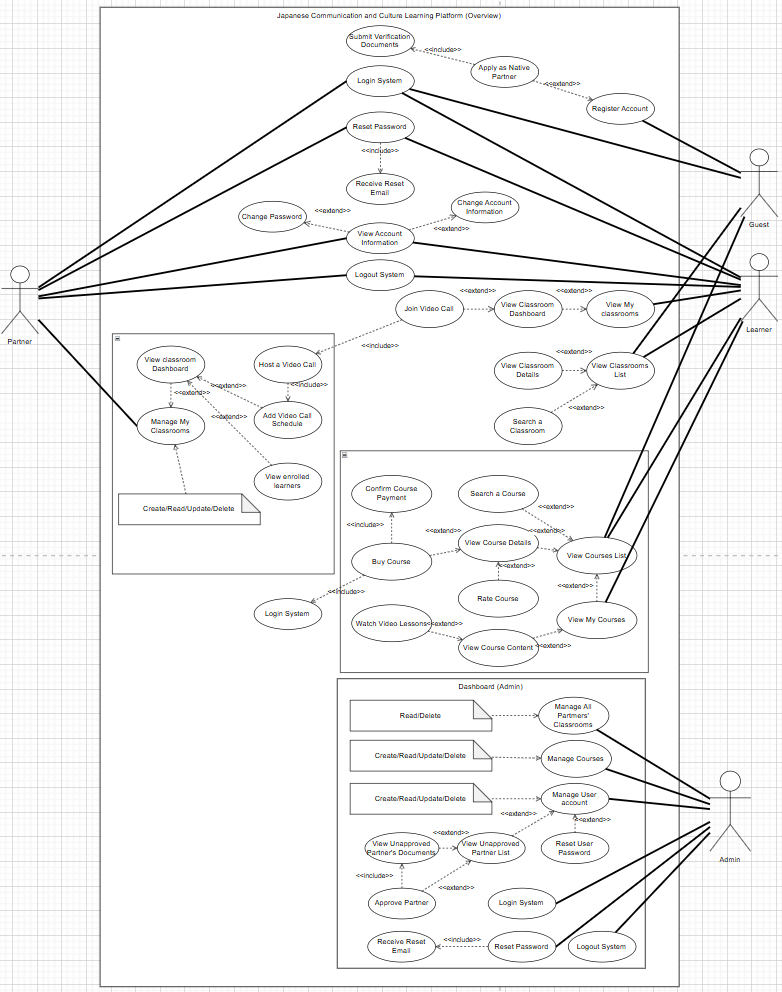 Japanese Communication and Culture Learning Platform (Overview)
Submit Verification
Documents
<<include>>
Apply as Native
Partner
<<extend>>
Login System
Register Account
Reset Password
<<include>>
Receive Reset
Email
Guest
Change Password
<<extend>>
Change Account
Information
<<extend>>
View Account
Information
Logout System
Partner
Learner
Join Video Call
<<extend>>
View Classroom
Dashboard
<<extend>>
View My
classrooms
<<include>>
View classroom
Dashboard
Host a Video Call
<<extend>>
<<extend>>
<<include>>
Manage My
Classrooms
<<extend>>
Add Video Call
Schedule
View enrolled
learners
Create/Read/Update/Delete
View Classroom
Details
<<extend>>
View Classrooms
List
<<extend>>
Search a
Classroom
Confirm Course
Payment
Search a Course
<<extend>>
<<include>>
<<extend>>
View Course Details
<<extend>>
View Courses List
Buy Course
<<extend>>
<<extend>>
<<include>>
Rate Course
Login System
Watch Video Lessons
<<extend>>
View Course Content
<<extend>>
View My Courses
Dashboard (Admin)
Read/Delete
Manage All
Partners'
Classrooms
Create/Read/Update/Delete
Manage Courses
Create/Read/Update/Delete
Manage User
account
<<extend>>
<<extend>>
View Unapproved
Partner's Documents
<<extend>>
View Unapproved
Partner List
Reset User
Password
Admin
<<include>>
<<extend>>
Approve Partner
Login System
Receive Reset
Email
<<include>>
Reset Password
Logout System